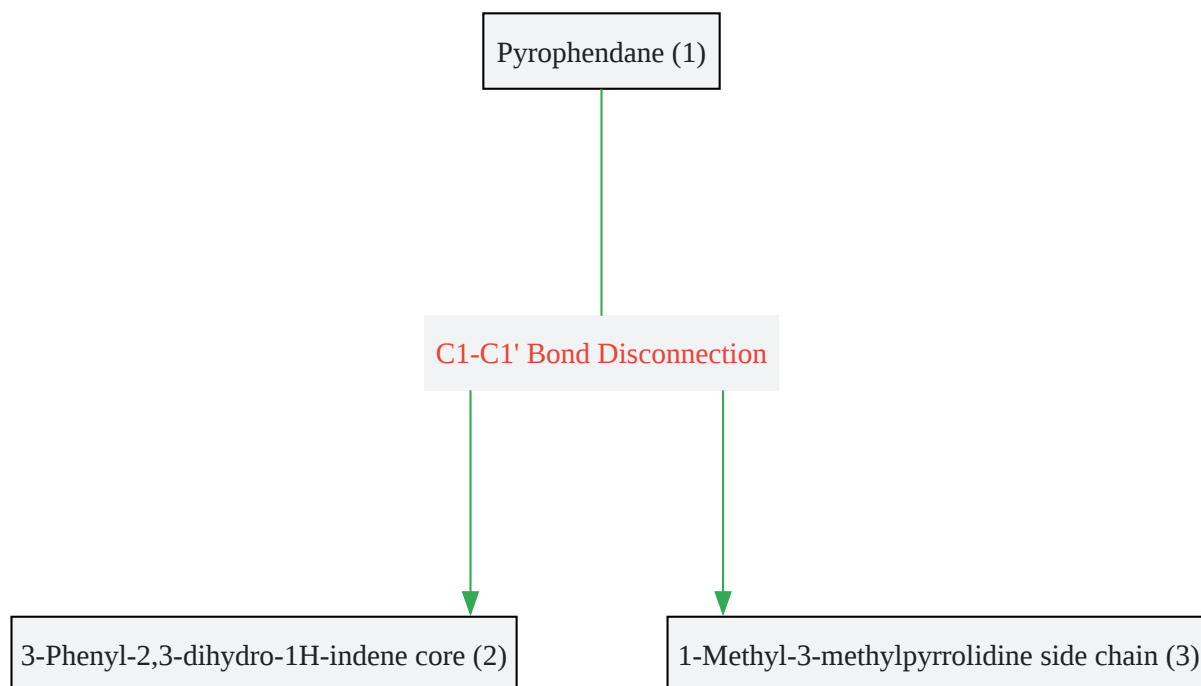 Pyrophendane (1)
C1-C1' Bond Disconnection
3-Phenyl-2,3-dihydro-1H-indene core (2)
1-Methyl-3-methylpyrrolidine side chain (3)